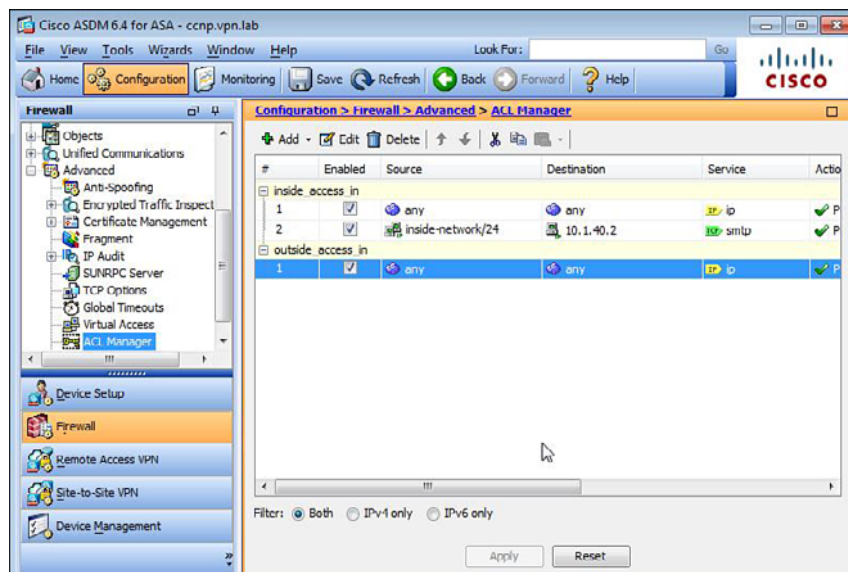 Cisco ASDM 6.4 for ASA - ccnp.vpn.lab
File View Tools Wizards Window Help Look For: Go
Home Configuration Monitoring Save Refresh Back Forward Help
CISCO
Firewall
Objects
Unified Communications
Advanced
Anti-Spoofing
Encrypted Traffic Inspect
Certificate Management
Fragment
IP Audit
SUNRPC Server
TCP Options
Global Timeouts
Virtual Access
ACL Manager
Device Setup
Firewall
Remote Access VPN
Site-to-Site VPN
Device Management
Configuration > Firewall > Advanced > ACL Manager
Add Edit Delete
# Enabled Source Destination Service Actio
inside_access_in
1 any any IP ip P
2 inside-network/24 10.1.40.2 TCP smtp P
outside_access_in
1 any any IP ip P
Filter: Both IPv4 only IPv6 only
Apply Reset